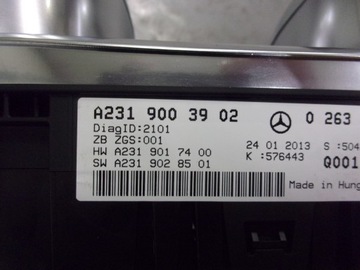 A231 900 39 02 0 263
DiagID:2101
ZB ZGS:001 24 01 2013 S :504
HW A231 901 74 00 K :576443 Q001
SW A231 902 85 01
Made in Hung